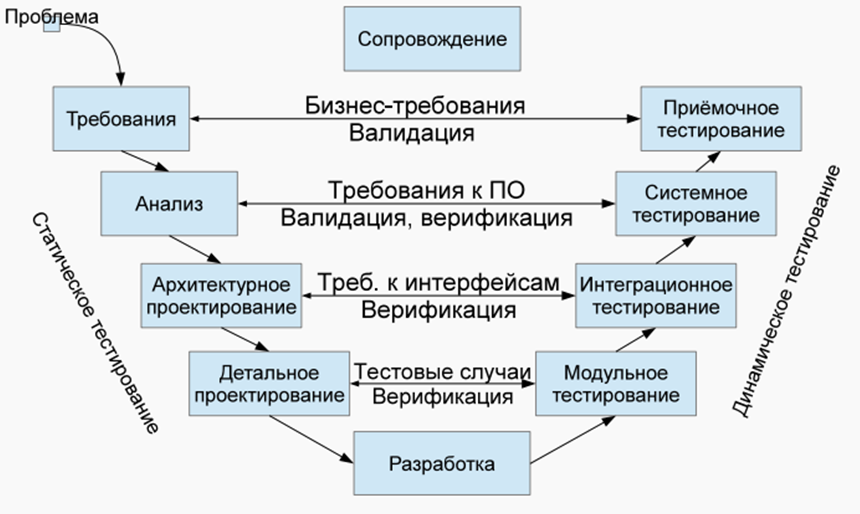 Проблема
Сопровождение
Требования
Бизнес-требования
Валидация
Приёмочное
тестирование
Анализ
Требования к ПО
Валидация, верификация
Системное
тестирование
Архитектурное
проектирование
Треб. к интерфейсам
Верификация
Интеграционное
тестирование
Детальное
проектирование
Тестовые случаи
Верификация
Модульное
тестирование
Разработка
Статическое тестирование
Динамическое тестирование